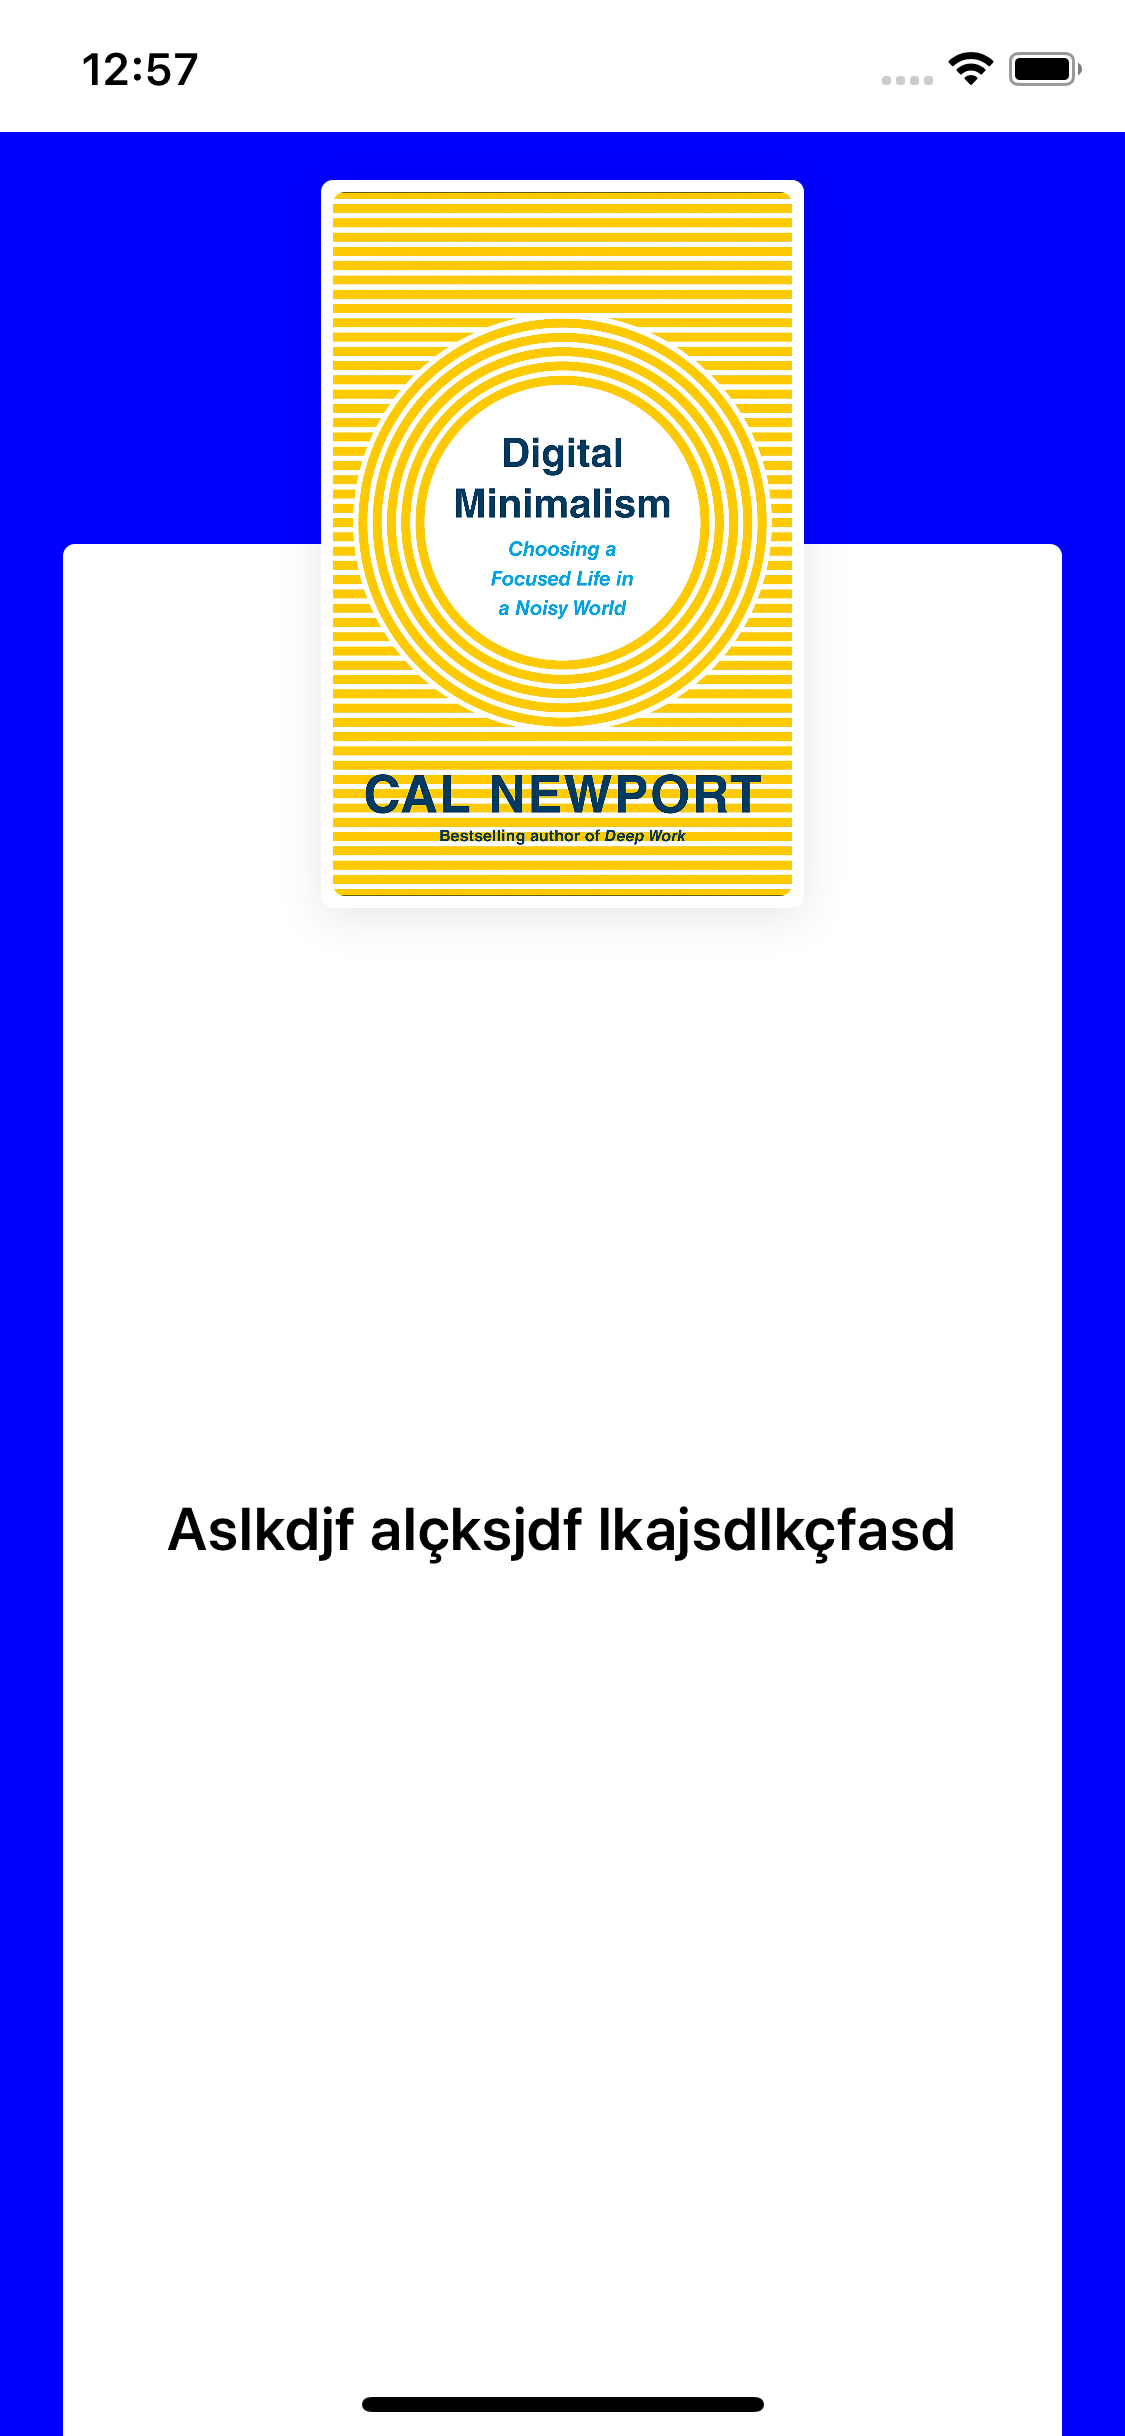 12:57
Digital
Minimalism
Choosing a
Focused Life in
a Noisy World
CAL NEWPORT
Bestselling author of Deep Work
Aslkdjf alçksjdf lkajsdlkçfasd